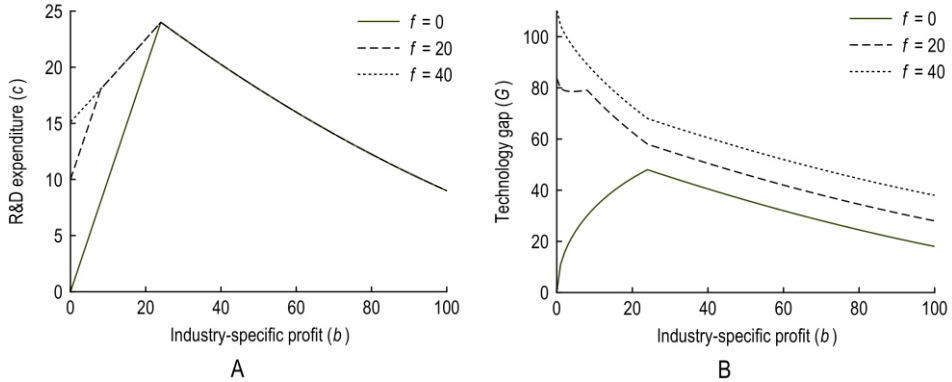 R&D expenditure (c)
25
20
15
10
5
0
0 20 40 60 80 100
f = 0
f = 20
f = 40
Industry-specific profit (b)
A
Technology gap (G)
100
80
60
40
20
0
0 20 40 60 80 100
f = 0
f = 20
f = 40
Industry-specific profit (b)
B